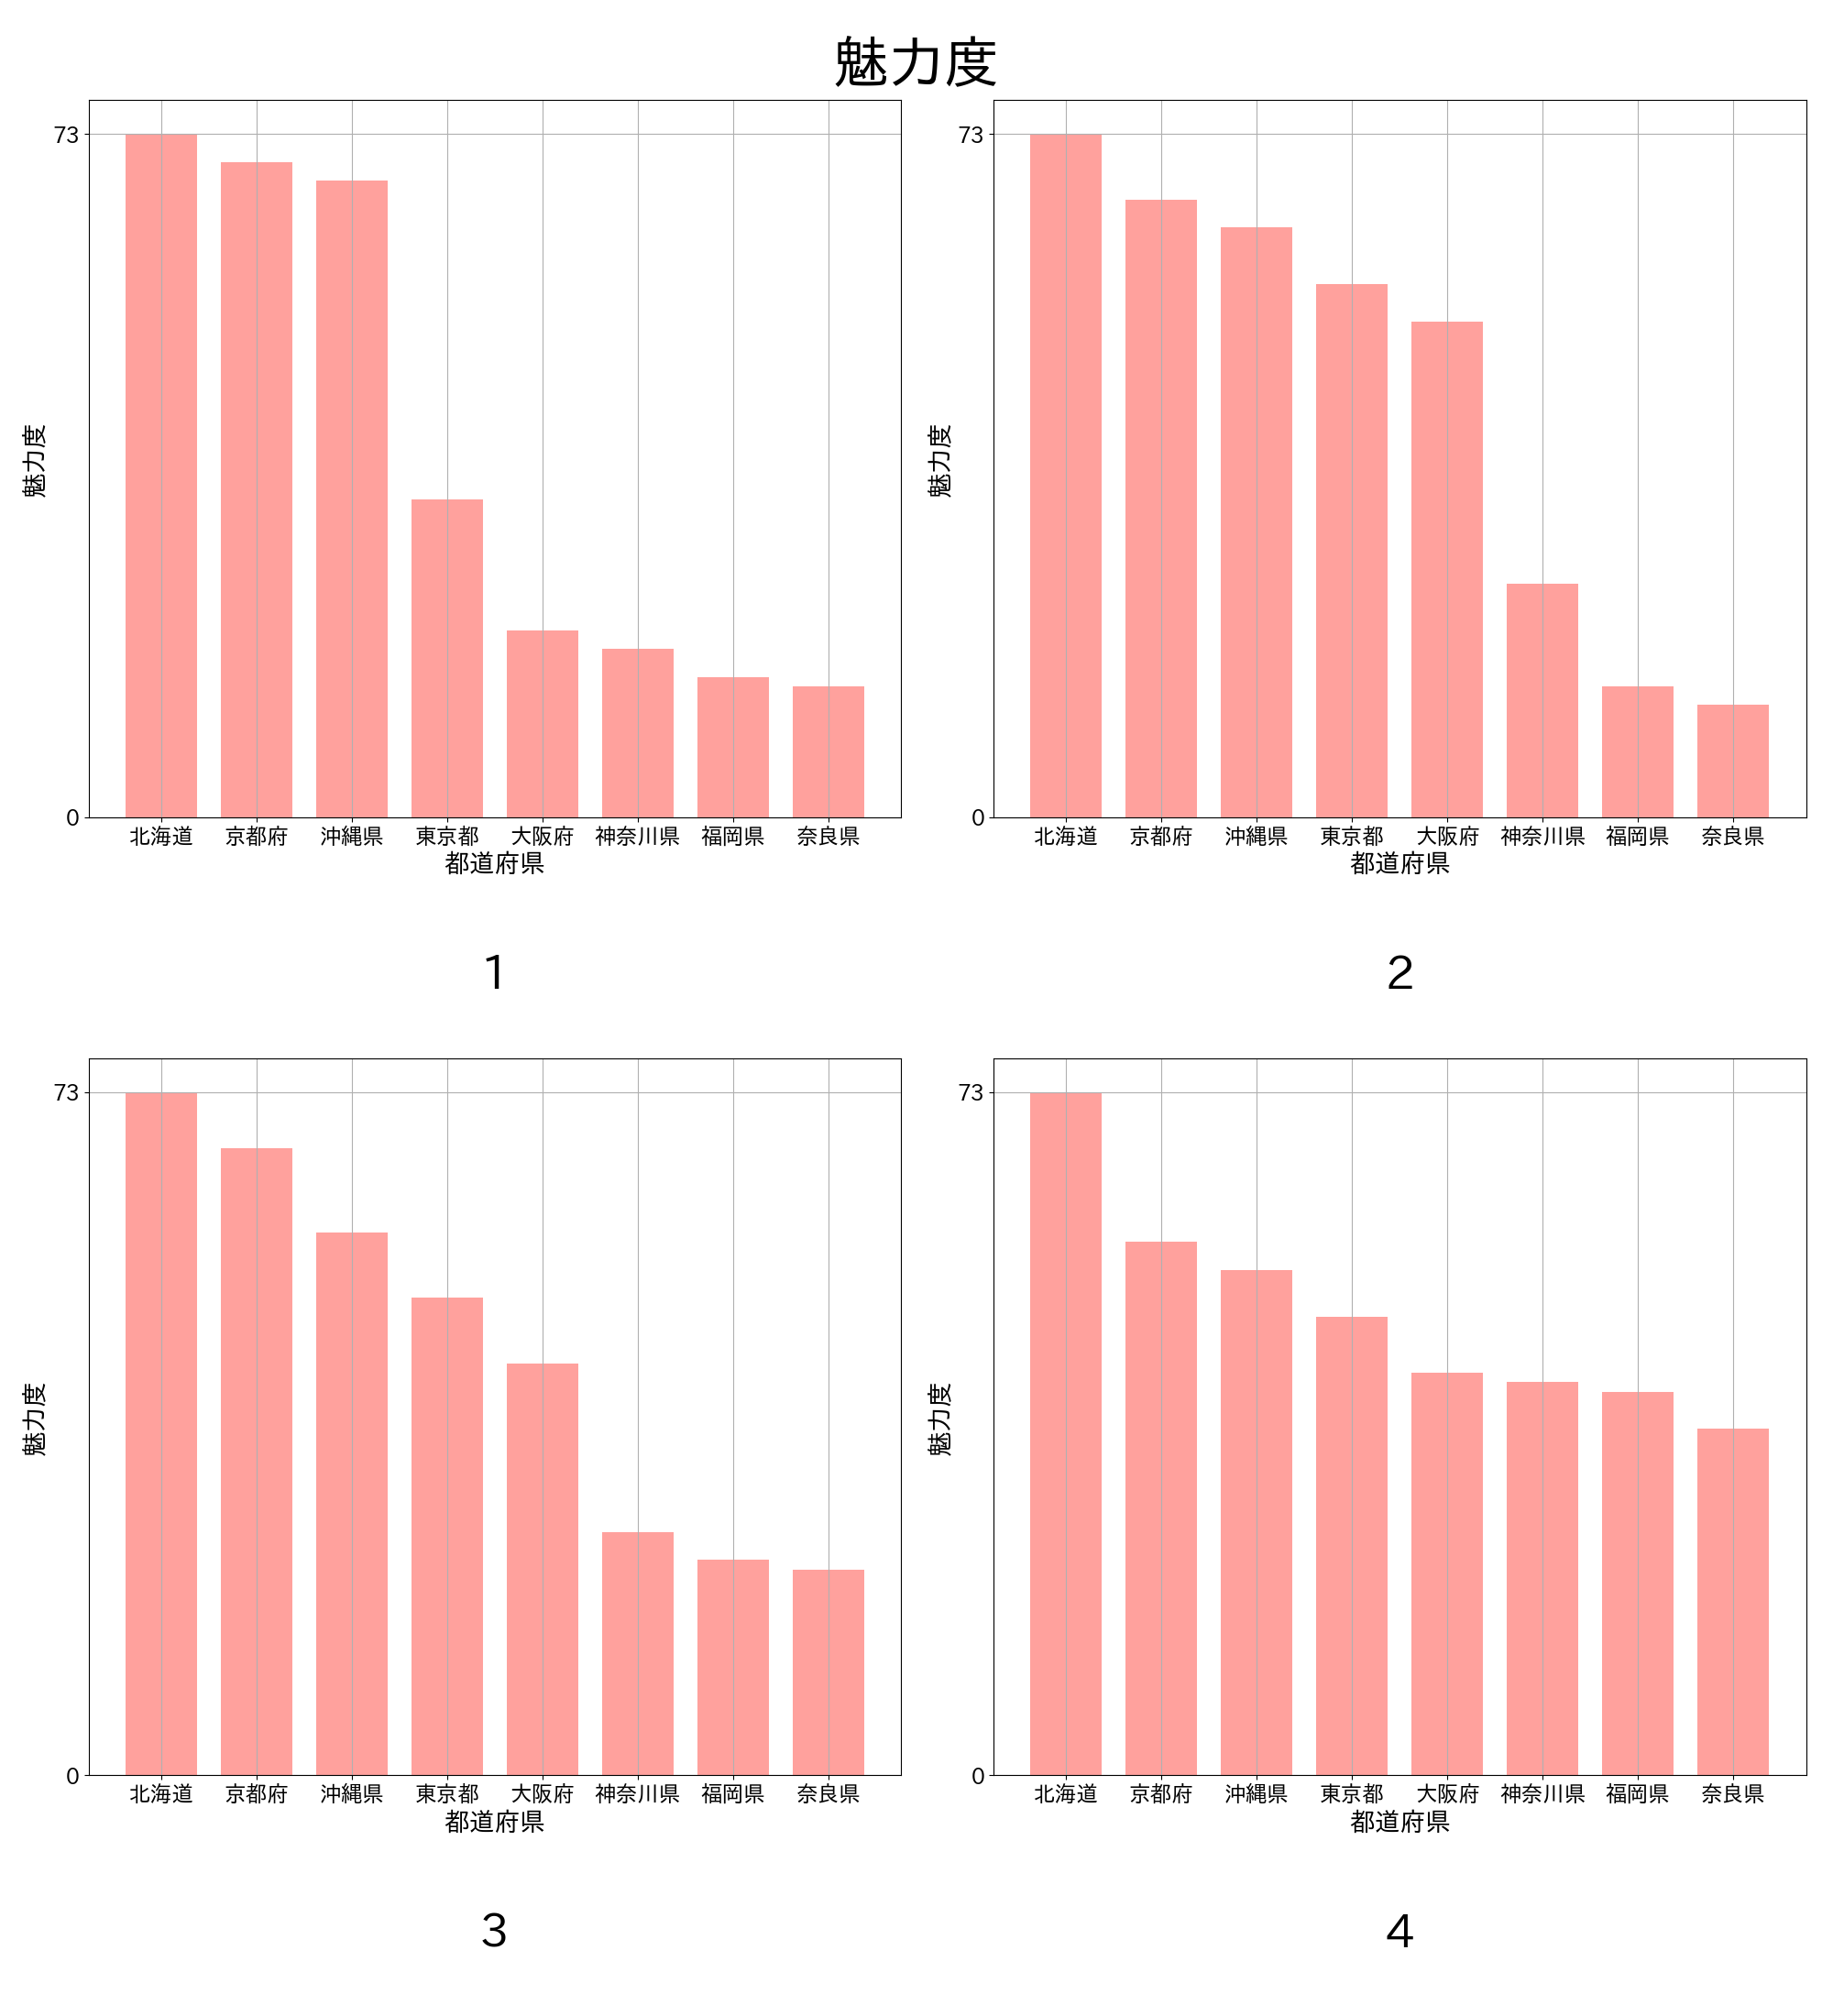 魅力度
73
魅力度
0
北海道 京都府 沖縄県 東京都 大阪府 神奈川県 福岡県 奈良県
都道府県
1
73
魅力度
0
北海道 京都府 沖縄県 東京都 大阪府 神奈川県 福岡県 奈良県
都道府県
2
73
魅力度
0
北海道 京都府 沖縄県 東京都 大阪府 神奈川県 福岡県 奈良県
都道府県
3
73
魅力度
0
北海道 京都府 沖縄県 東京都 大阪府 神奈川県 福岡県 奈良県
都道府県
4